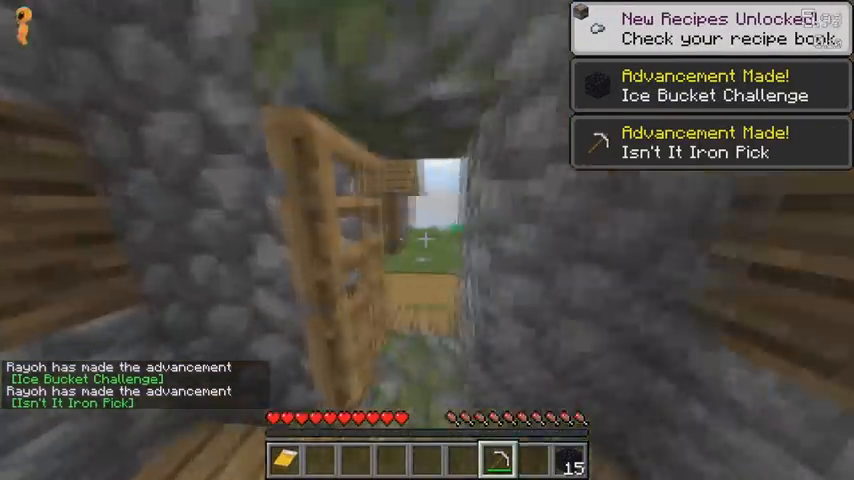 New Recipes Unlocked!
Check your recipe book
Advancement Made!
Ice Bucket Challenge
Advancement Made!
Isn't It Iron Pick
Rayoh has made the advancement
[Ice Bucket Challenge]
Rayoh has made the advancement
[Isn't It Iron Pick]
15